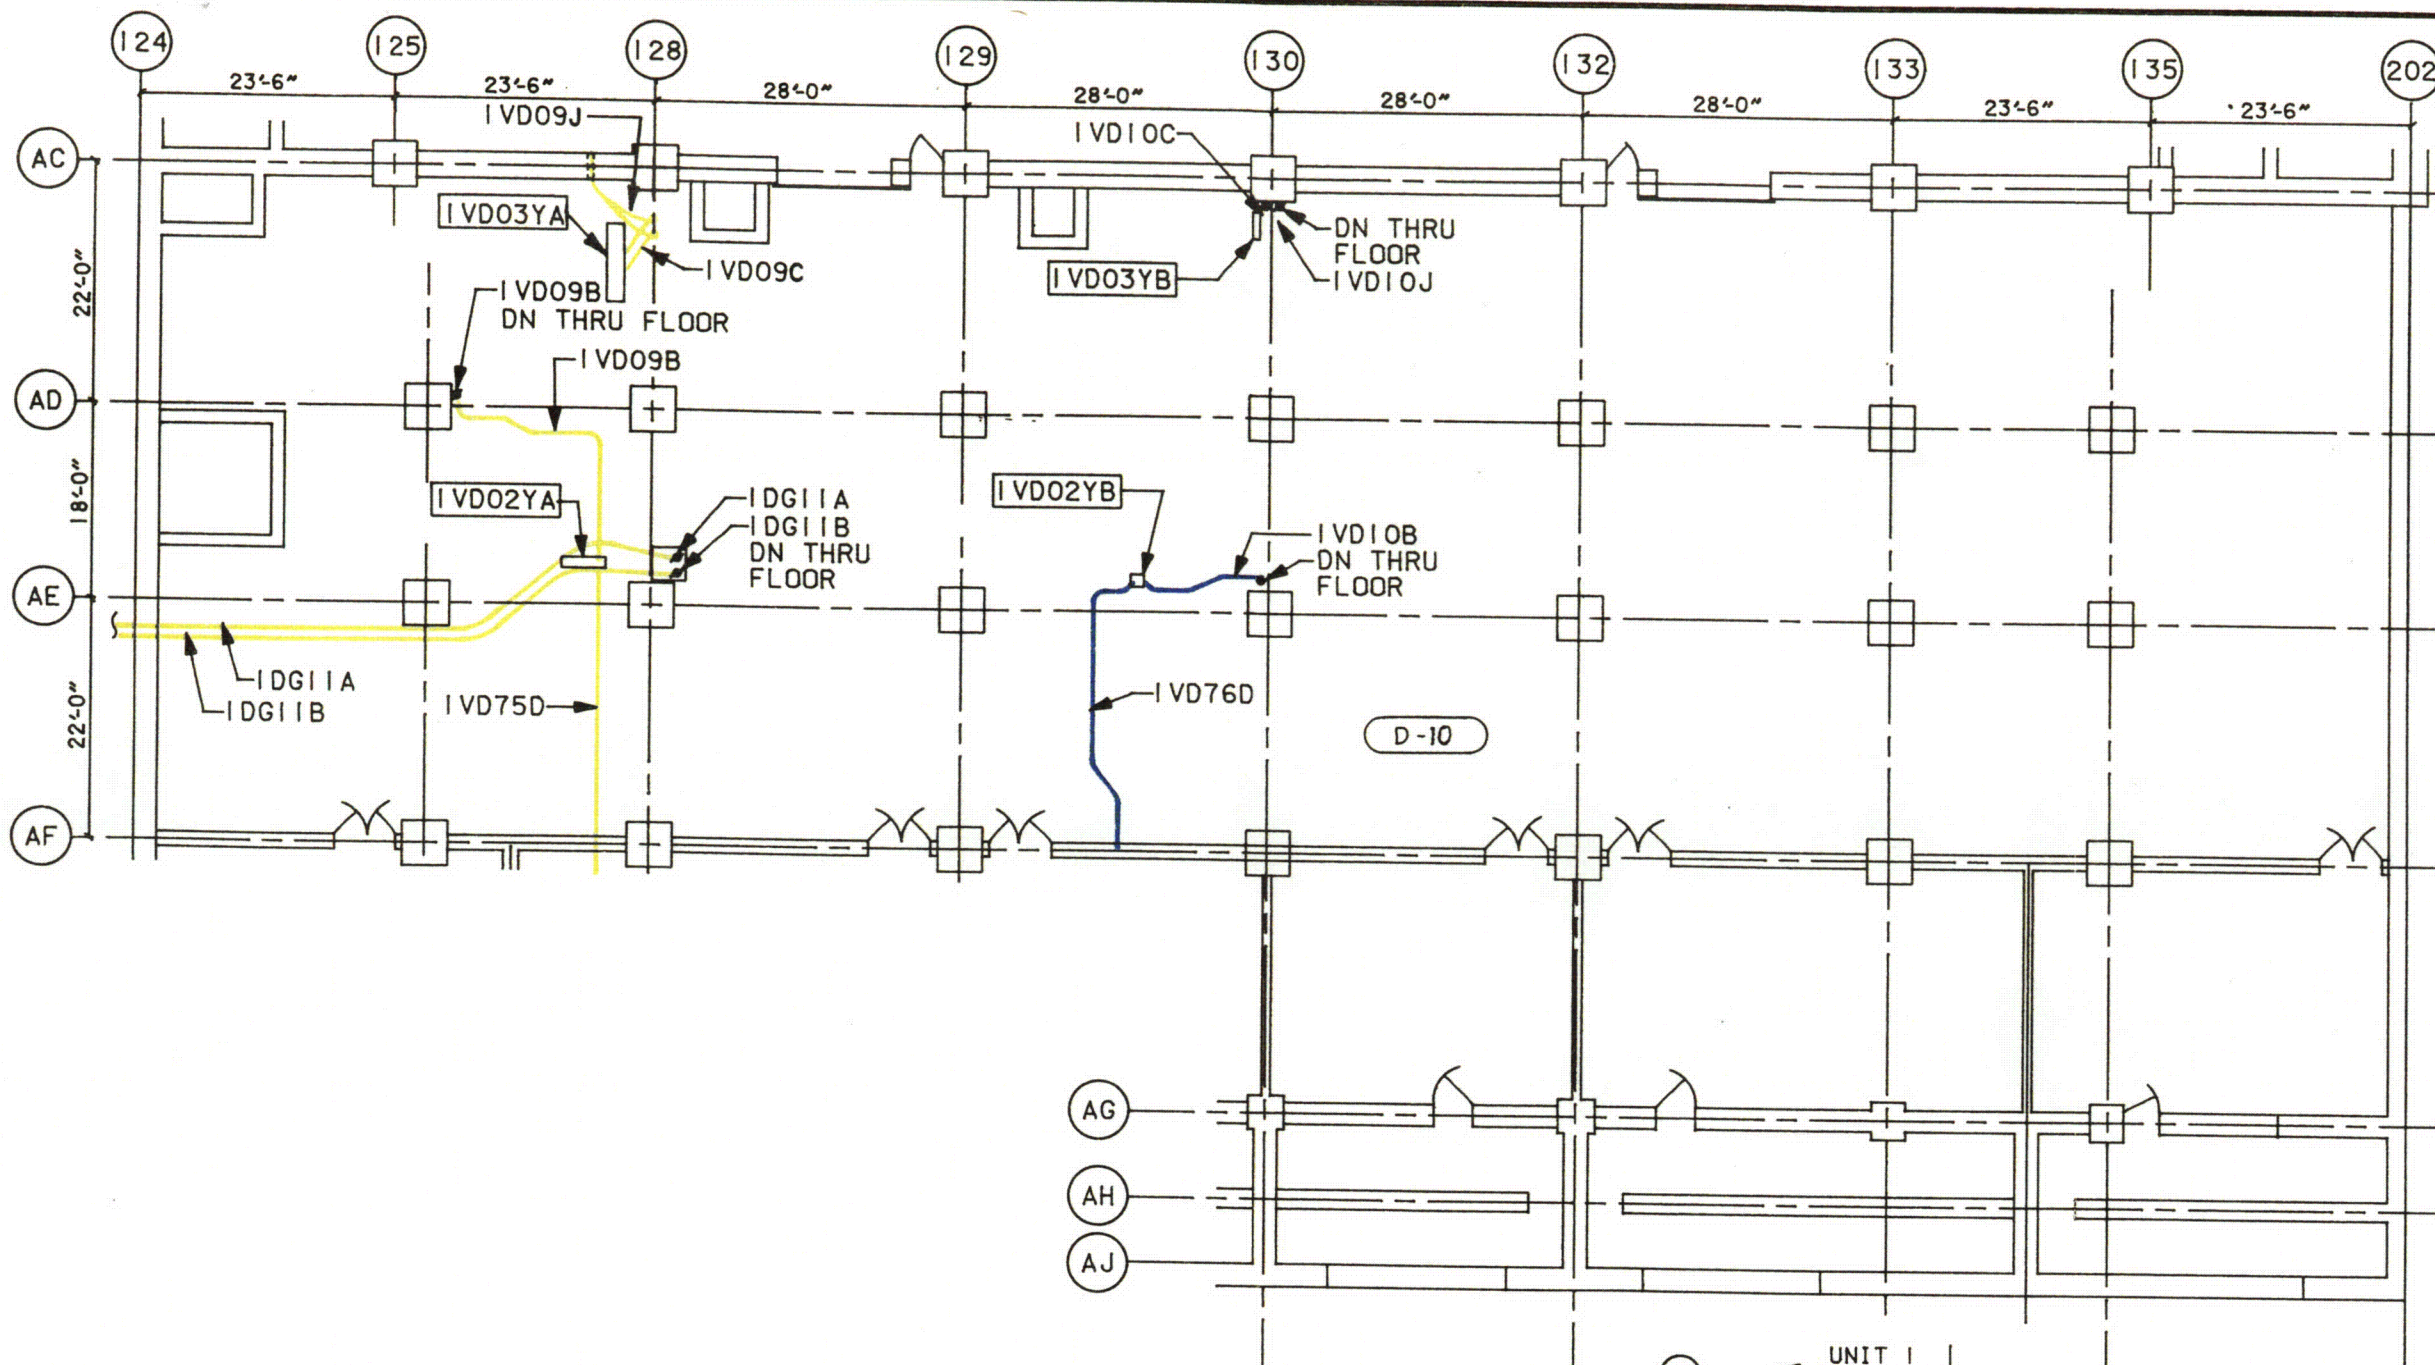 124
125
128
129
130
132
133
135
202
23'-6"
23'-6"
28'-0"
28'-0"
28'-0"
28'-0"
23'-6"
23'-6"
1VD09J
1VD10C
AC
1VD03YA
DN THRU
FLOOR
1VD10J
1VD03YB
1VD09C
22'-0"
1VD09B
DN THRU FLOOR
1VD09B
AD
18'-0"
1VD02YA
1DG11A
1DG11B
DN THRU
FLOOR
1VD02YB
1VD10B
DN THRU
FLOOR
AE
1DG11A
1DG11B
22'-0"
1VD75D
1VD76D
D-10
AF
AG
AH
AJ
UNIT 1